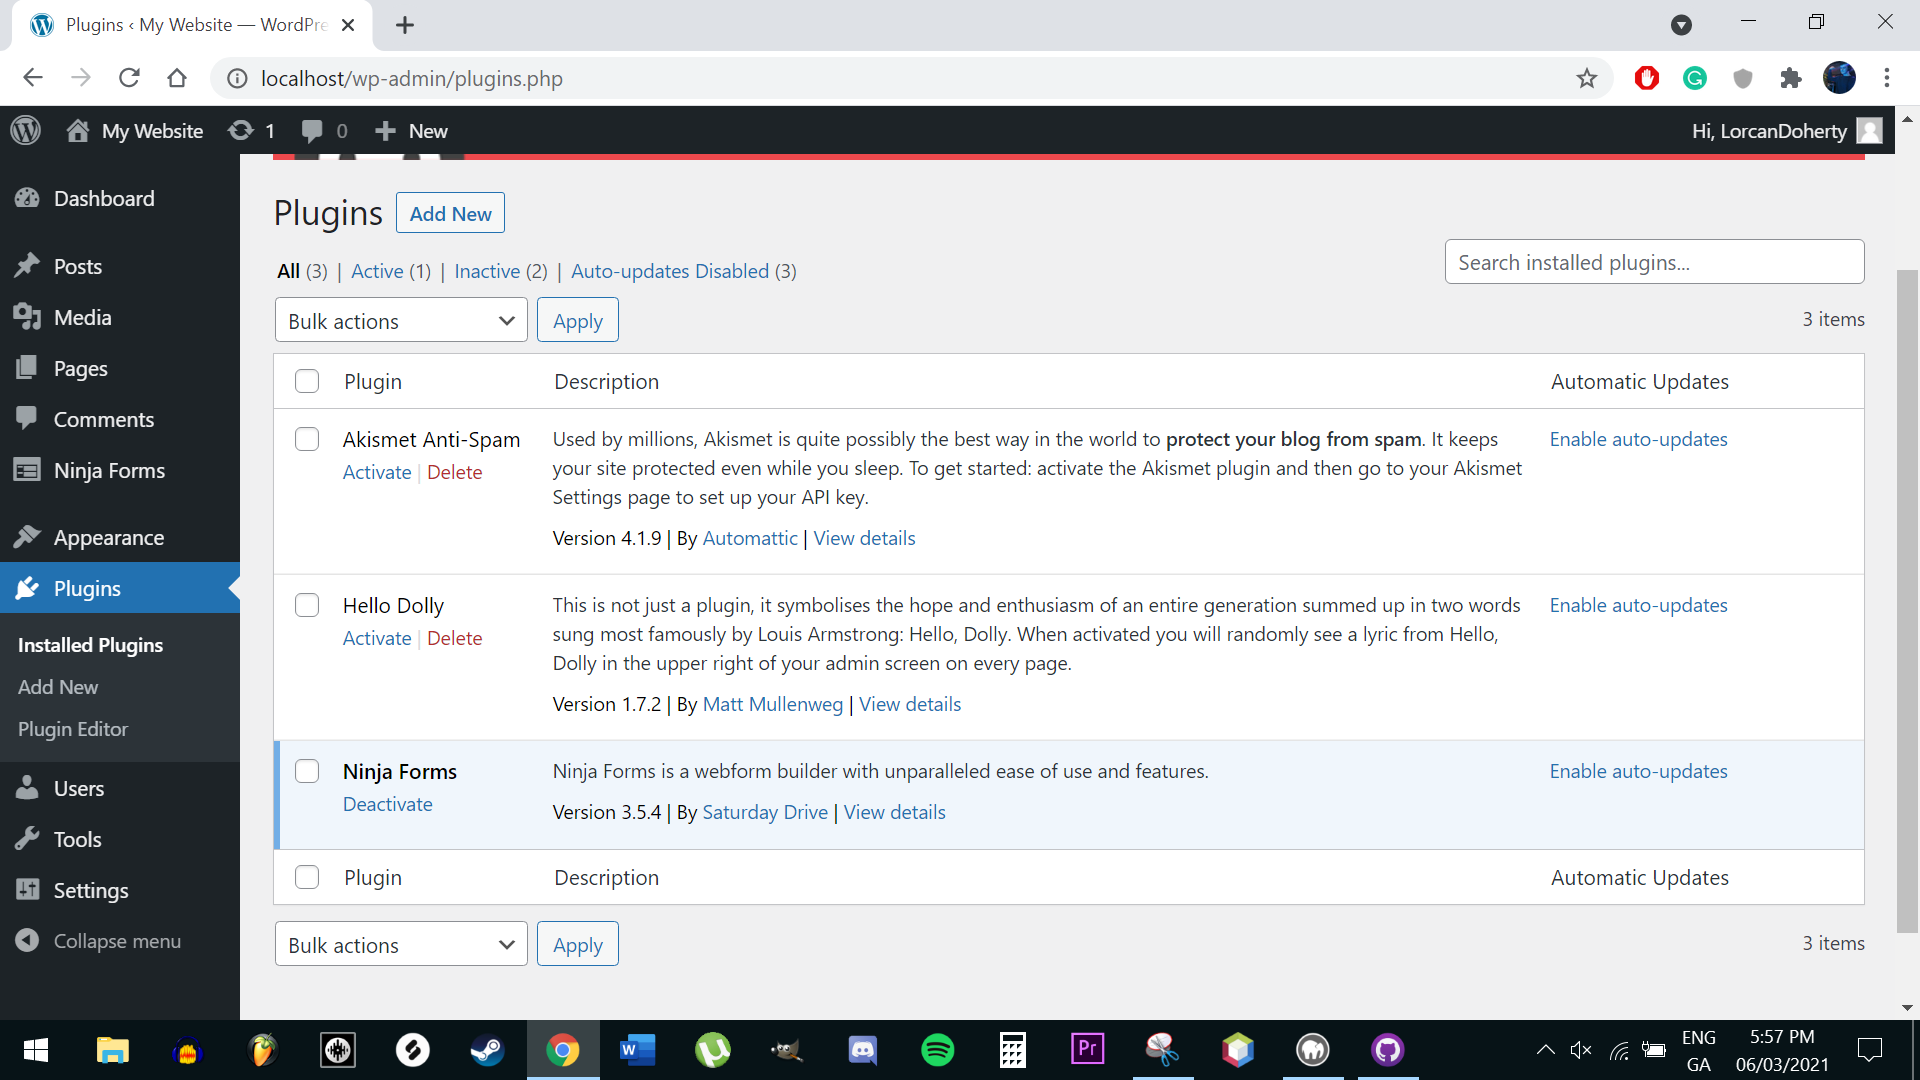 Plugins ‹ My Website — WordPre
localhost/wp-admin/plugins.php
My Website 1 0 New
Hi, LorcanDoherty
Dashboard
Posts
Media
Pages
Comments
Ninja Forms
Appearance
Plugins
Installed Plugins
Add New
Plugin Editor
Users
Tools
Settings
Collapse menu
Plugins Add New
All (3) | Active (1) | Inactive (2) | Auto-updates Disabled (3)
Search installed plugins...
Bulk actions Apply
3 items
Plugin Description Automatic Updates
Akismet Anti-Spam
Activate | Delete
Used by millions, Akismet is quite possibly the best way in the world to protect your blog from spam. It keeps
your site protected even while you sleep. To get started: activate the Akismet plugin and then go to your Akismet
Settings page to set up your API key.
Version 4.1.9 | By Automattic | View details
Enable auto-updates
Hello Dolly
Activate | Delete
This is not just a plugin, it symbolises the hope and enthusiasm of an entire generation summed up in two words
sung most famously by Louis Armstrong: Hello, Dolly. When activated you will randomly see a lyric from Hello,
Dolly in the upper right of your admin screen on every page.
Version 1.7.2 | By Matt Mullenweg | View details
Enable auto-updates
Ninja Forms
Deactivate
Ninja Forms is a webform builder with unparalleled ease of use and features.
Version 3.5.4 | By Saturday Drive | View details
Enable auto-updates
Plugin Description Automatic Updates
Bulk actions Apply
3 items
W
Pr
ENG
GA
5:57 PM
06/03/2021